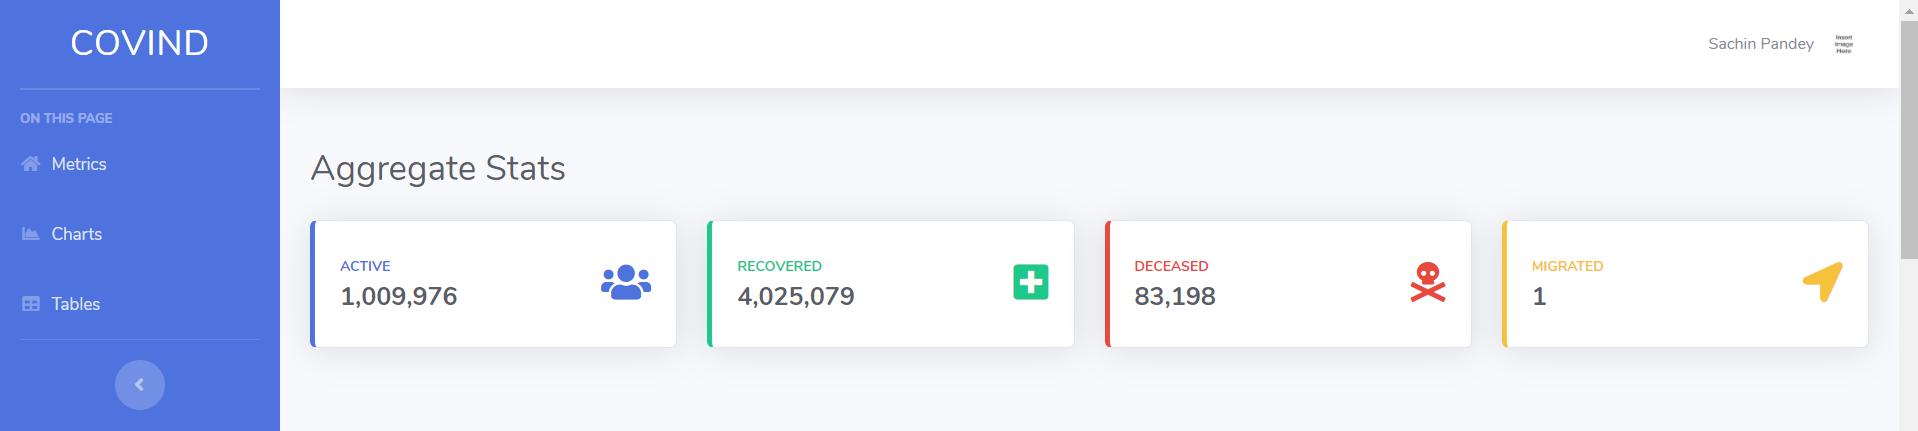 COVIND
Sachin Pandey
Insert
Image
Here
ON THIS PAGE
Metrics
Charts
Tables
Aggregate Stats
ACTIVE
1,009,976
RECOVERED
4,025,079
DECEASED
83,198
MIGRATED
1